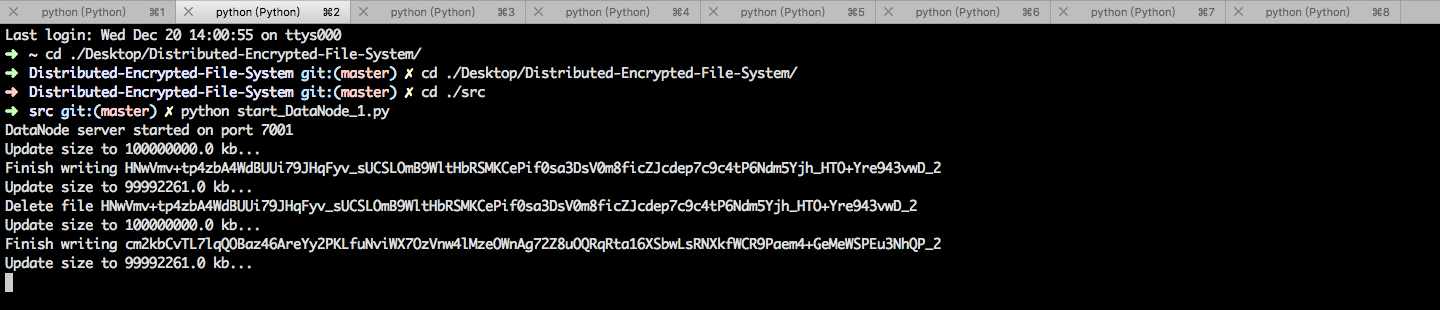 python (Python) ⌘1 python (Python) ⌘2 python (Python) ⌘3 python (Python) ⌘4 python (Python) ⌘5 python (Python) ⌘6 python (Python) ⌘7 python (Python) ⌘8
Last login: Wed Dec 20 14:00:55 on ttys000
➜ ~ cd ./Desktop/Distributed-Encrypted-File-System/
➜ Distributed-Encrypted-File-System git:(master) ✗ cd ./Desktop/Distributed-Encrypted-File-System/
➜ Distributed-Encrypted-File-System git:(master) ✗ cd ./src
➜ src git:(master) ✗ python start_DataNode_1.py
DataNode server started on port 7001
Update size to 100000000.0 kb...
Finish writing HNwVmv+tp4zbA4WdBUUi79JHqFyv_sUCSLOmB9WltHbRSMKCePif0sa3DsV0m8ficZJcdep7c9c4tP6Ndm5Yjh_HTO+Yre943vwD_2
Update size to 99992261.0 kb...
Delete file HNwVmv+tp4zbA4WdBUUi79JHqFyv_sUCSLOmB9WltHbRSMKCePif0sa3DsV0m8ficZJcdep7c9c4tP6Ndm5Yjh_HTO+Yre943vwD_2
Update size to 100000000.0 kb...
Finish writing cm2kbCvTL7lqQOBaz46AreYy2PKLfuNviWX7OzVnw4lMzeOWnAg72Z8uOQRqRta16XSbwLsRNXkfWCR9Paem4+GeMeWSPEu3NhQP_2
Update size to 99992261.0 kb...